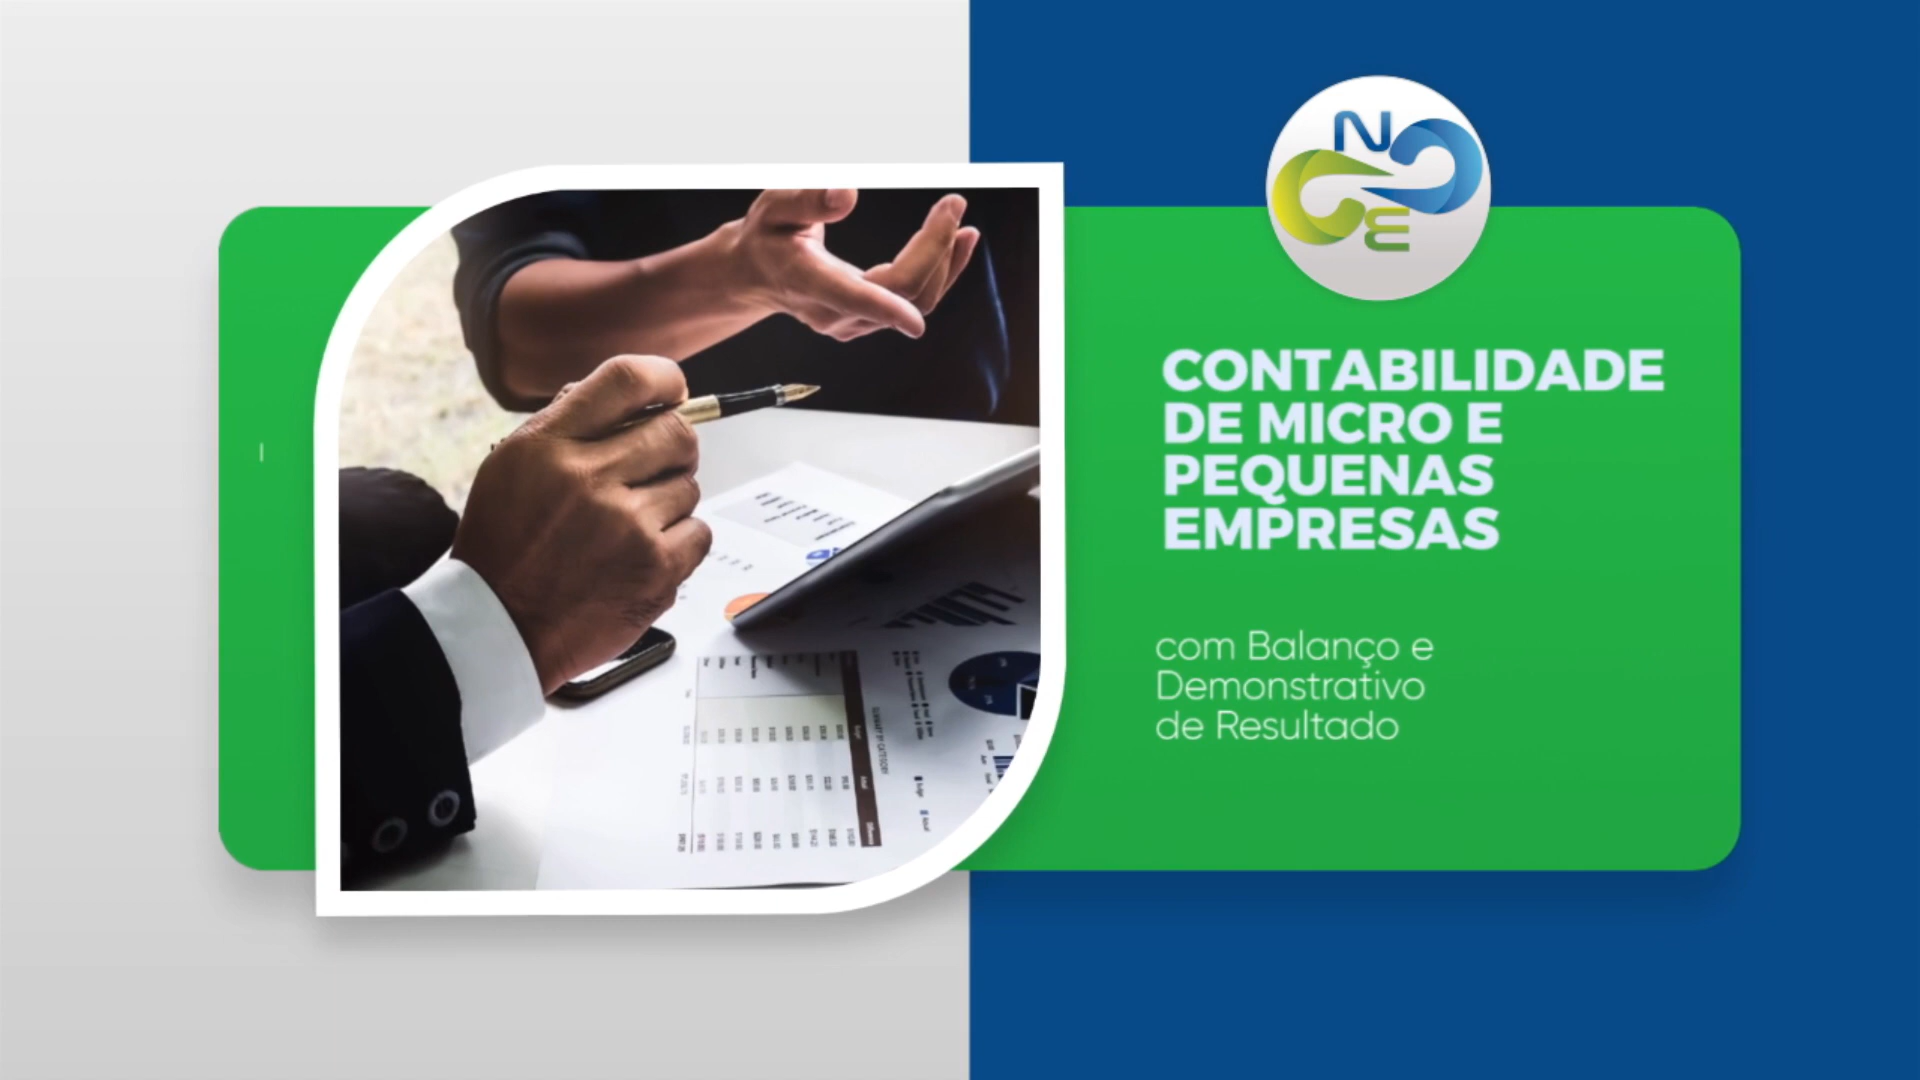 N
E
CONTABILIDADE
DE MICRO E
PEQUENAS
EMPRESAS
com Balanço e
Demonstrativo
de Resultado